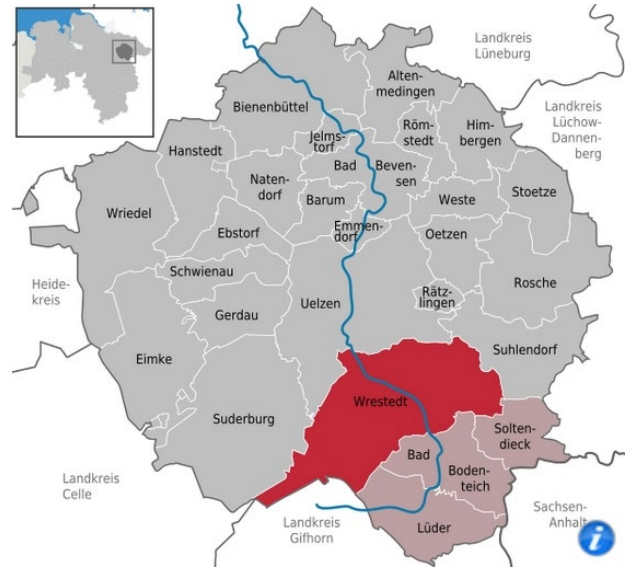 Landkreis
Lüneburg
Alten-
medingen
Bienenbüttel
Landkreis
Lüchow-
Dannen-
berg
Jelms-
torf
Röm-
stedt
Him-
bergen
Hanstedt
Bad
Beven-
sen
Naten-
dorf
Stoetze
Barum
Weste
Wriedel
Emmen-
dorf
Ebstorf
Oetzen
Schwienau
Heide-
kreis
Uelzen
Rätz-
lingen
Rosche
Gerdau
Eimke
Suhlendorf
Wrestedt
Suderburg
Solten-
dieck
Bad
Boden-
teich
Landkreis
Celle
Landkreis
Gifhorn
Lüder
Sachsen-
Anhalt
i